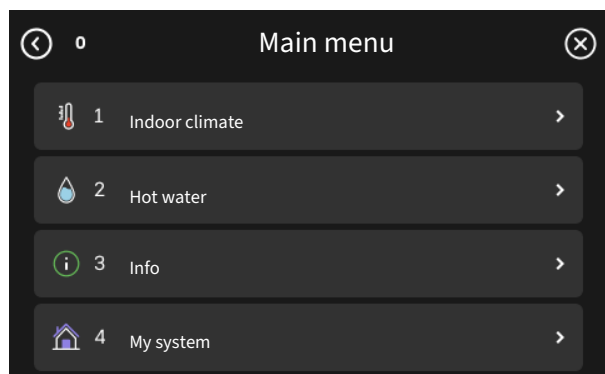 0 Main menu
1 Indoor climate
2 Hot water
3 Info
4 My system